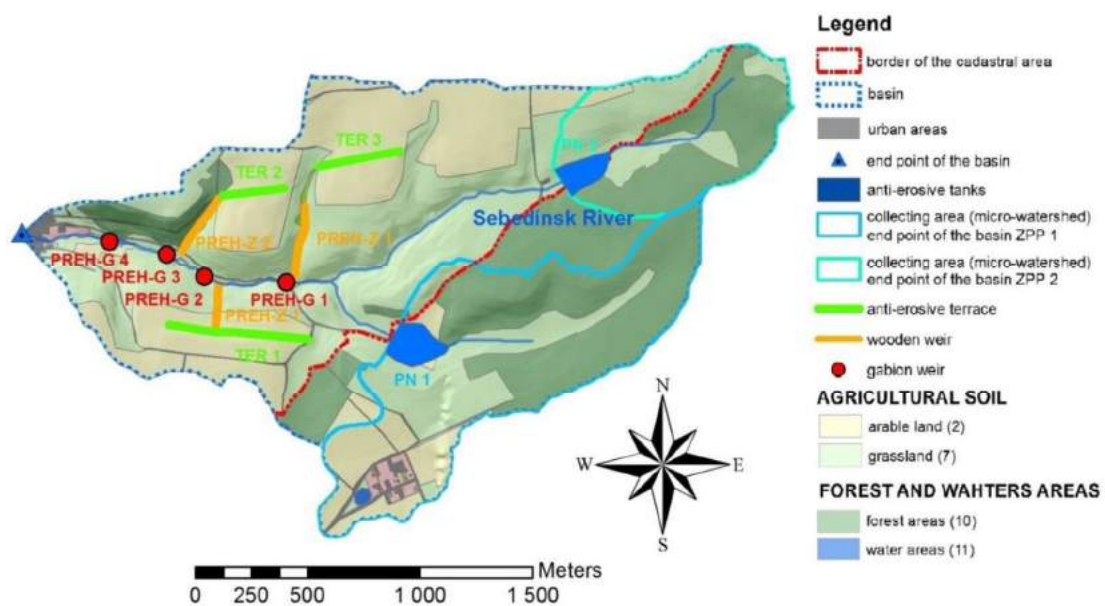 TER 3
TER 2
PN 2
Sebedinsk River
PREH-Z 2
PREH-Z 1
PREH-G 4
PREH-G 3
PREH-G 2
PREH-G 1
PREH-Z 1
TER 1
PN 1
N
W
E
S
Meters
0 250 500 1 000 1 500
Legend
border of the cadastral area
basin
urban areas
end point of the basin
anti-erosive tanks
collecting area (micro-watershed)
end point of the basin ZPP 1
collecting area (micro-watershed)
end point of the basin ZPP 2
anti-erosive terrace
wooden weir
gabion weir
AGRICULTURAL SOIL
arable land (2)
grassland (7)
FOREST AND WAHTERS AREAS
forest areas (10)
water areas (11)